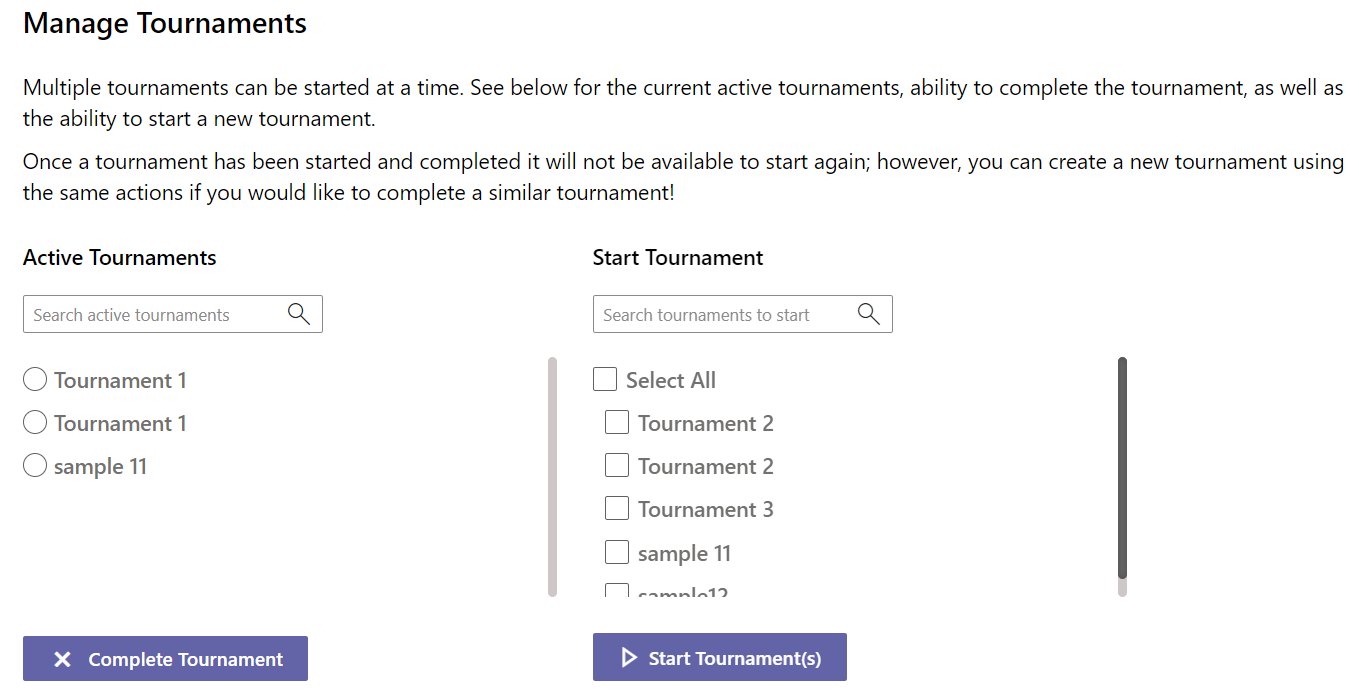 Manage Tournaments
Multiple tournaments can be started at a time. See below for the current active tournaments, ability to complete the tournament, as well as
the ability to start a new tournament.
Once a tournament has been started and completed it will not be available to start again; however, you can create a new tournament using
the same actions if you would like to complete a similar tournament!
Active Tournaments
Search active tournaments
Tournament 1
Tournament 1
sample 11
Complete Tournament
Start Tournament
Search tournaments to start
Select All
Tournament 2
Tournament 2
Tournament 3
sample 11
sample12
Start Tournament(s)